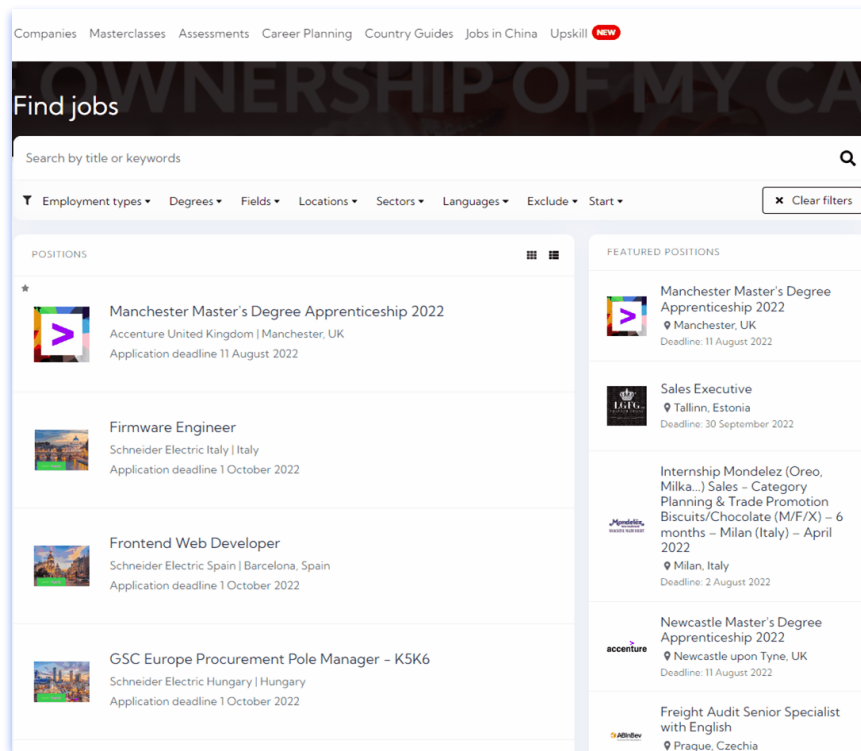 Companies Masterclasses Assessments Career Planning Country Guides Jobs in China Upskill NEW
OWNERSHIP OF MY CA
Find jobs
Search by title or keywords
Employment types Degrees Fields Locations Sectors Languages Exclude Start Clear filters
POSITIONS
Manchester Master's Degree Apprenticeship 2022
Accenture United Kingdom | Manchester, UK
Application deadline 11 August 2022
Firmware Engineer
Schneider Electric Italy | Italy
Application deadline 1 October 2022
Frontend Web Developer
Schneider Electric Spain | Barcelona, Spain
Application deadline 1 October 2022
GSC Europe Procurement Pole Manager - K5K6
Schneider Electric Hungary | Hungary
Application deadline 1 October 2022
FEATURED POSITIONS
Manchester Master's Degree
Apprenticeship 2022
Manchester, UK
Deadline: 11 August 2022
LGFG
Sales Executive
Tallinn, Estonia
Deadline: 30 September 2022
Mondelēz
Internship Mondelez (Oreo,
Milka...) Sales - Category
Planning & Trade Promotion
Biscuits/Chocolate (M/F/X) – 6
months – Milan (Italy) – April
2022
Milan, Italy
Deadline: 2 August 2022
accenture
Newcastle Master's Degree
Apprenticeship 2022
Newcastle upon Tyne, UK
Deadline: 11 August 2022
ABInBev
Freight Audit Senior Specialist
with English
Prague, Czechia